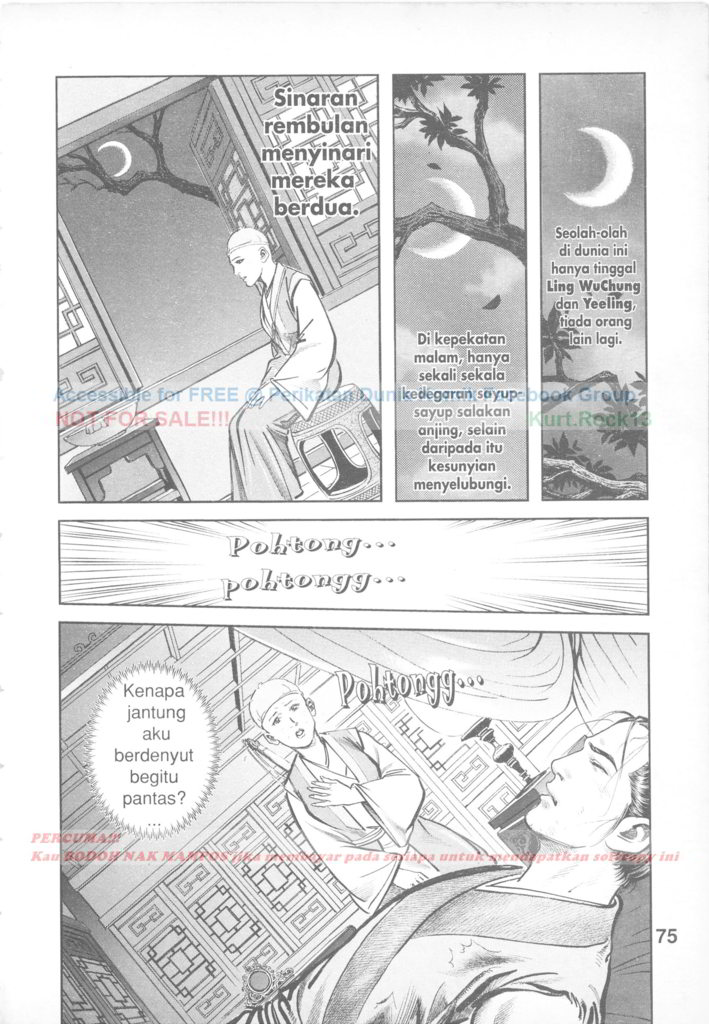 Seolah-olah
di dunia ini
hanya tinggal
Ling WuChung
dan Yeeling,
tiada orang
lain lagi.
Di kepekatan
malam, hanya
sekali sekala
kedegaran sayup
sayup salakan
anjing, selain
daripada itu
kesunyian
menyelubungi.
Sinaran
rembulan
menyinari
mereka
berdua.
Accessible for FREE @ Perikatan Dunia Facebook Group
NOT FOR SALE!!!
Kurt.Rock13
Pohtong...
pohtongg...
Pohtongg...
Kenapa
jantung
aku
berdenyut
begitu
pantas?
...
PERCUMA!!!
Kau BODOH NAK MAMPOS jika membayar pada sesiapa untuk mendapatkan softcopy ini
75